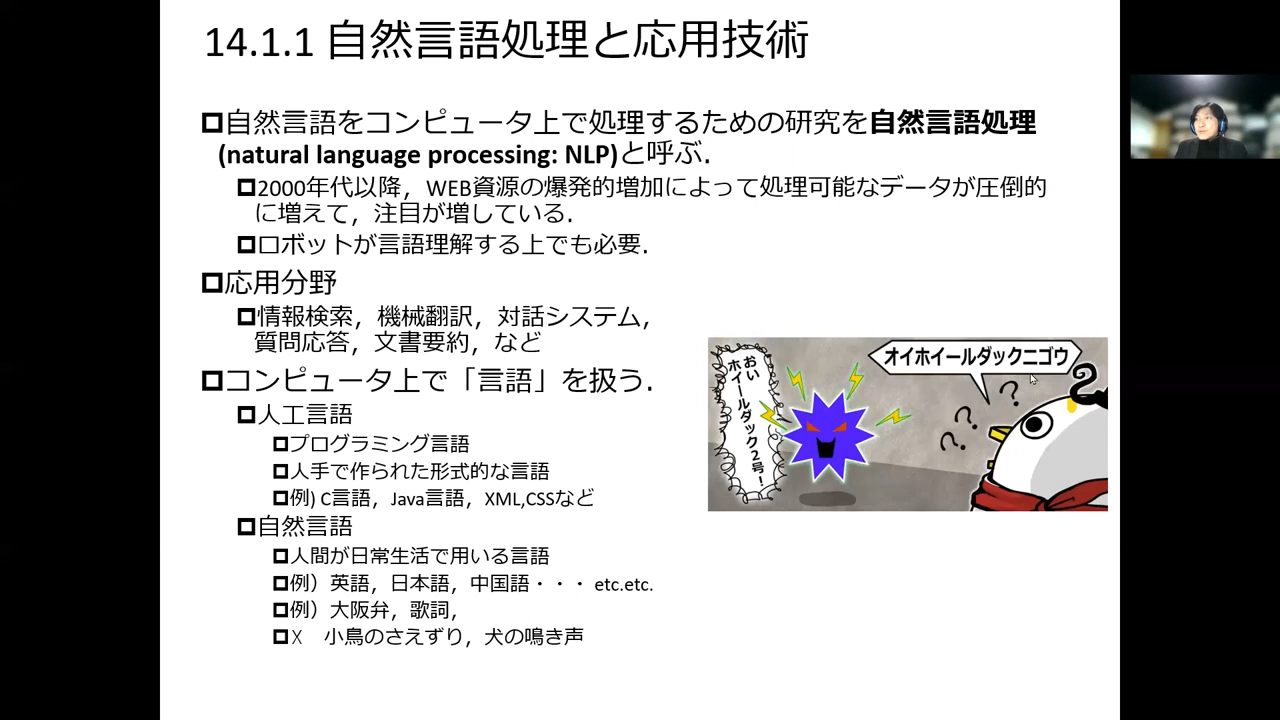 14.1.1 自然言語処理と応用技術
自然言語をコンピュータ上で処理するための研究を自然言語処理
(natural language processing: NLP)と呼ぶ．
2000年代以降，WEB資源の爆発的増加によって処理可能なデータが圧倒的
に増えて，注目が増している．
ロボットが言語理解する上でも必要．
応用分野
情報検索，機械翻訳，対話システム，
質問応答，文書要約，など
コンピュータ上で「言語」を扱う．
人工言語
プログラミング言語
人手で作られた形式的な言語
例) C言語，Java言語，XML,CSSなど
自然言語
人間が日常生活で用いる言語
例）英語，日本語，中国語・・・ etc.etc.
例）大阪弁，歌詞，
X　小鳥のさえずり，犬の鳴き声
おい
ホイールダック2号！
オイホイールダックニゴウ
? ? ? ?